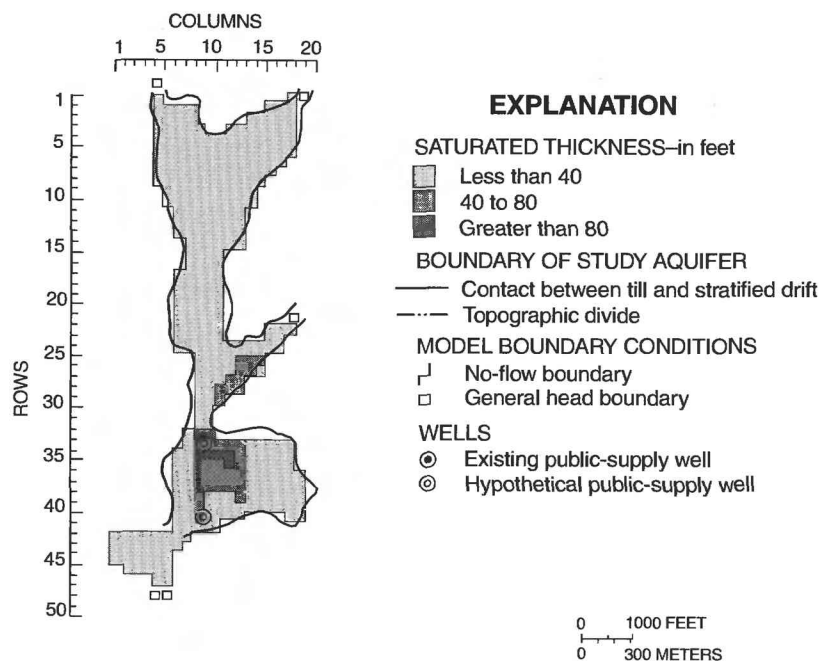 COLUMNS
1 5 10 15 20
ROWS
1
5
10
15
20
25
30
35
40
45
50
EXPLANATION
SATURATED THICKNESS–in feet
Less than 40
40 to 80
Greater than 80
BOUNDARY OF STUDY AQUIFER
Contact between till and stratified drift
Topographic divide
MODEL BOUNDARY CONDITIONS
No-flow boundary
General head boundary
WELLS
Existing public-supply well
Hypothetical public-supply well
0 1000 FEET
0 300 METERS